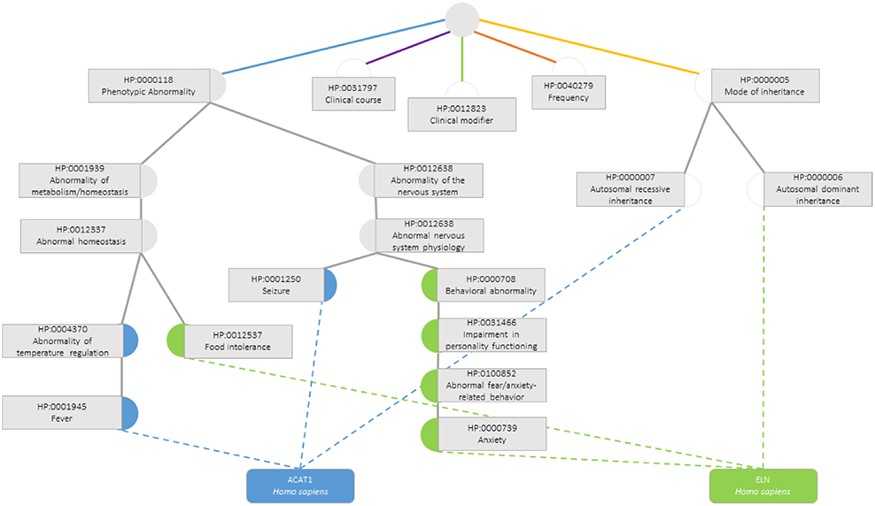 HP:0000118
Phenotypic Abnormality
HP:0031797
Clinical course
HP:0012823
Clinical modifier
HP:0040279
Frequency
HP:0000005
Mode of inheritance
HP:0001939
Abnormality of
metabolism/homeostasis
HP:0012638
Abnormality of the
nervous system
HP:0000007
Autosomal recessive
inheritance
HP:0000006
Autosomal dominant
inheritance
HP:0012337
Abnormal homeostasis
HP:0012638
Abnormal nervous
system physiology
HP:0001250
Seizure
HP:0000708
Behavioral abnormality
HP:0004370
Abnormality of
temperature regulation
HP:0012537
Food intolerance
HP:0031466
Impairment in
personality functioning
HP:0100852
Abnormal fear/anxiety-
related behavior
HP:0001945
Fever
HP:0000739
Anxiety
ACAT1
Homo sapiens
ELN
Homo sapiens